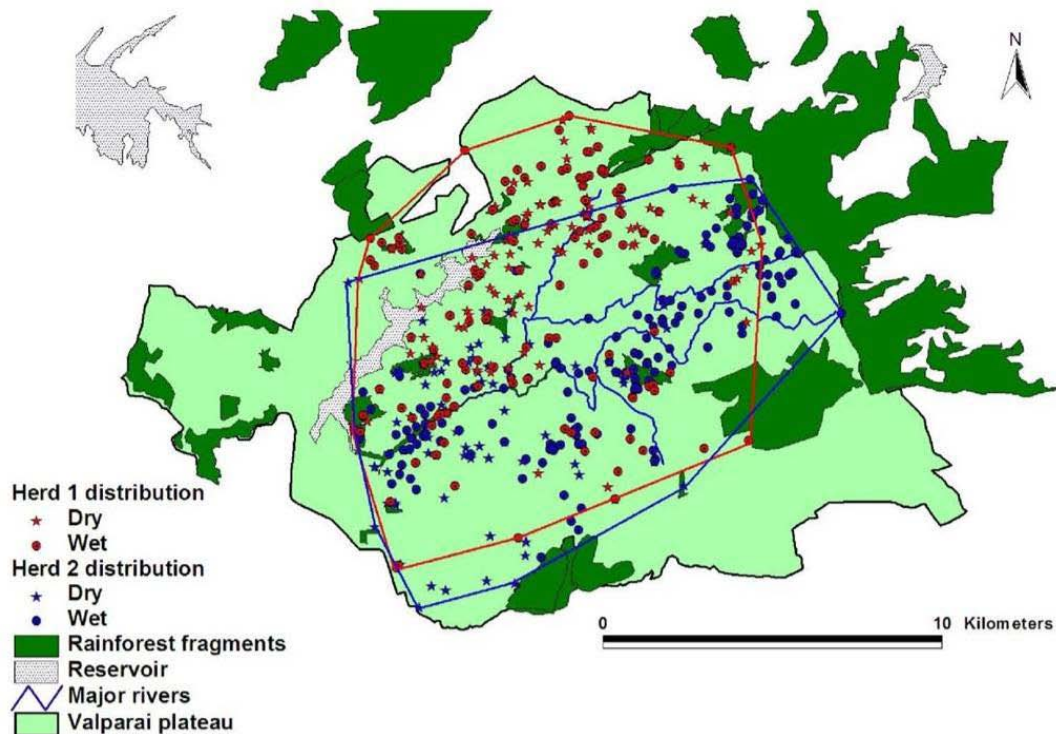 N
Herd 1 distribution
Dry
Wet
Herd 2 distribution
Dry
Wet
Rainforest fragments
Reservoir
Major rivers
Valparai plateau
0 10 Kilometers